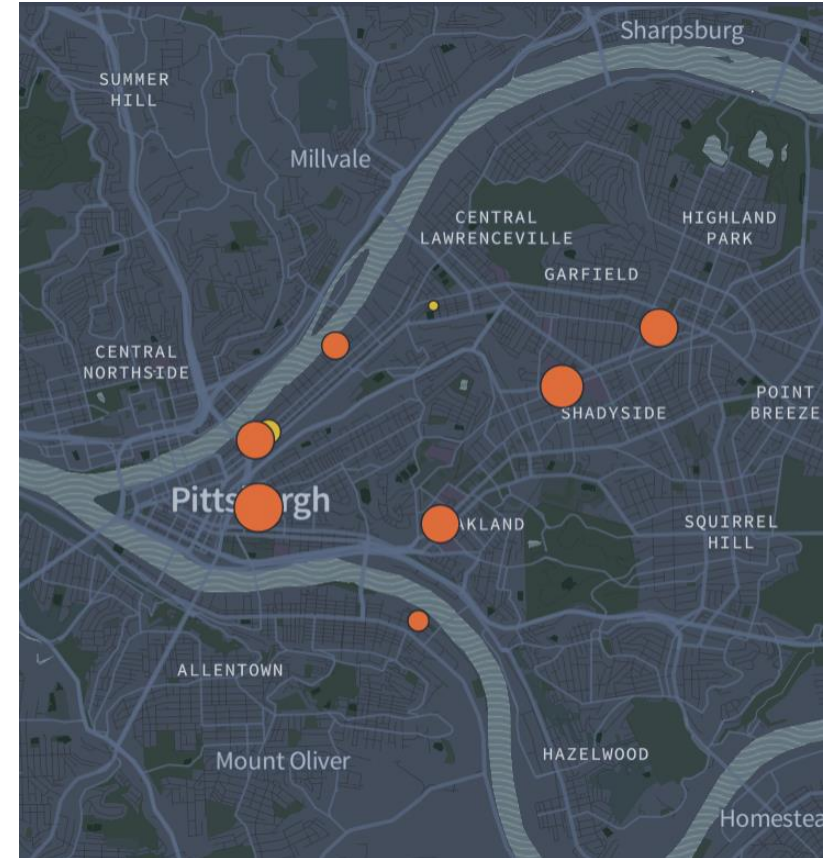 Sharpsburg
SUMMER
HILL
Millvale
CENTRAL
LAWRENCEVILLE
HIGHLAND
PARK
GARFIELD
CENTRAL
NORTHSIDE
POINT
BREEZE
SHADYSIDE
Pitts rgh
AKLAND
SQUIRREL
HILL
ALLENTOWN
Mount Oliver
HAZELWOOD
Homestea